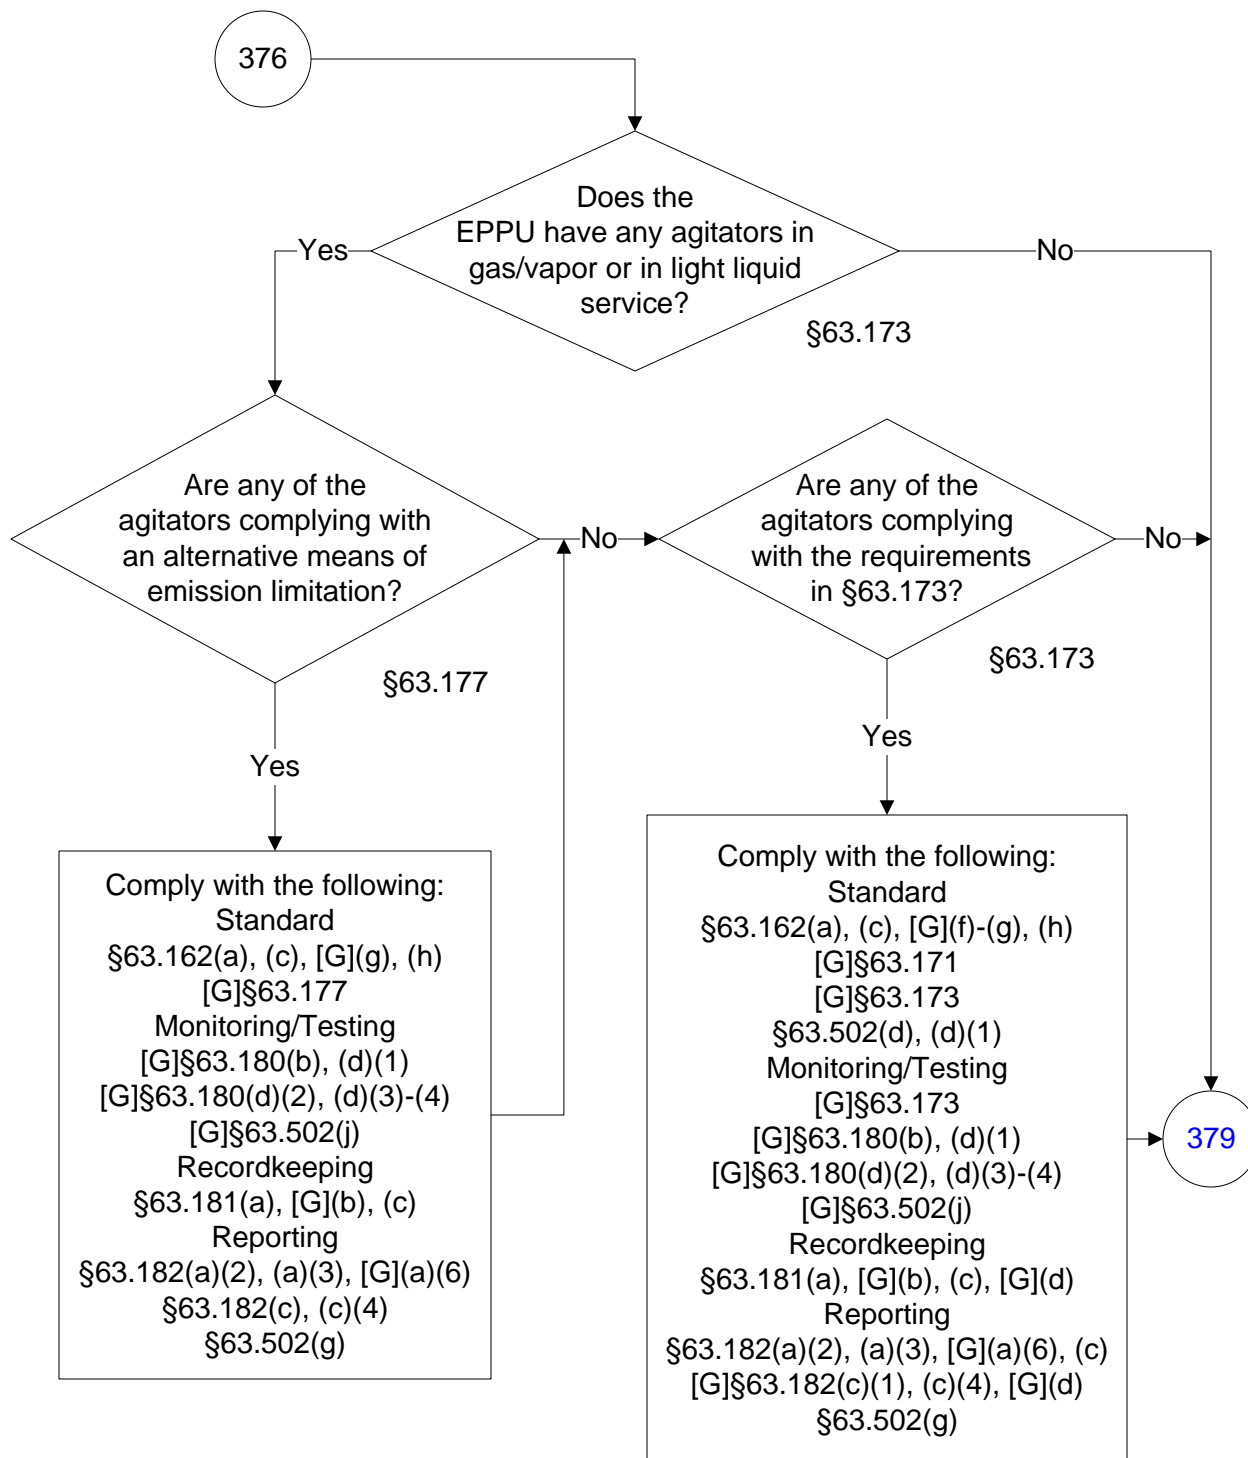 376
Does the
EPPU have any agitators in
gas/vapor or in light liquid
service?
Yes
No
§63.173
Are any of the
agitators complying with
an alternative means of
emission limitation?
No
§63.177
Yes
Are any of the
agitators complying
with the requirements
in §63.173?
No
§63.173
Yes
Comply with the following:
Standard
§63.162(a), (c), [G](g), (h)
[G]§63.177
Monitoring/Testing
[G]§63.180(b), (d)(1)
[G]§63.180(d)(2), (d)(3)-(4)
[G]§63.502(j)
Recordkeeping
§63.181(a), [G](b), (c)
Reporting
§63.182(a)(2), (a)(3), [G](a)(6)
§63.182(c), (c)(4)
§63.502(g)
Comply with the following:
Standard
§63.162(a), (c), [G](f)-(g), (h)
[G]§63.171
[G]§63.173
§63.502(d), (d)(1)
Monitoring/Testing
[G]§63.173
[G]§63.180(b), (d)(1)
[G]§63.180(d)(2), (d)(3)-(4)
[G]§63.502(j)
Recordkeeping
§63.181(a), [G](b), (c), [G](d)
Reporting
§63.182(a)(2), (a)(3), [G](a)(6), (c)
[G]§63.182(c)(1), (c)(4), [G](d)
§63.502(g)
379